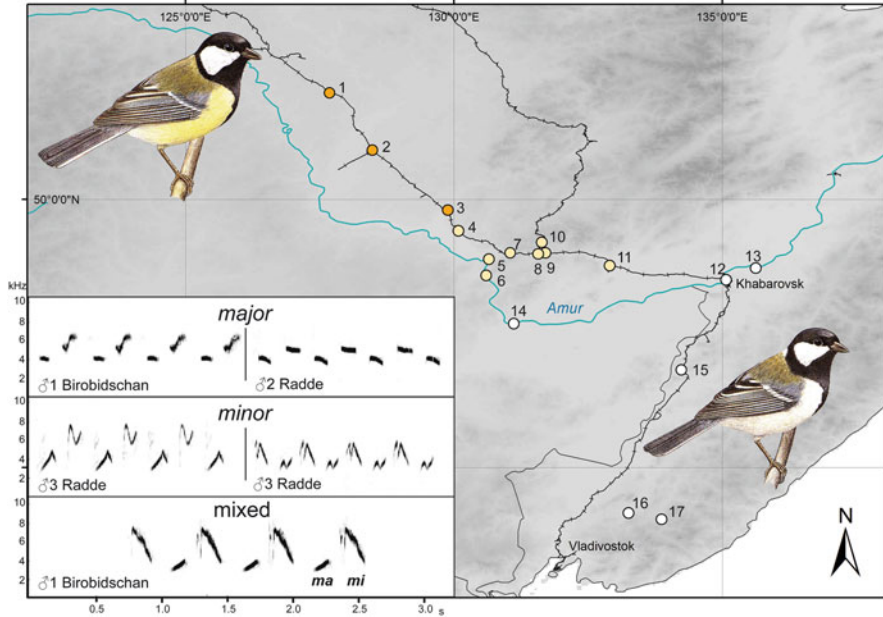 125°0'0"E
130°0'0"E
135°0'0"E
50°0'0"N
1
2
3
4
5
6
7
8
9
10
11
12
13
Khabarovsk
14
Amur
15
16
17
Vladivostok
N
kHz
10
8
6
4
2
major
♂1 Birobidschan
♂2 Radde
10
8
6
4
2
minor
♂3 Radde
♂3 Radde
10
8
6
4
2
mixed
♂1 Birobidschan
ma mi
0.5 1.0 1.5 2.0 2.5 3.0 s